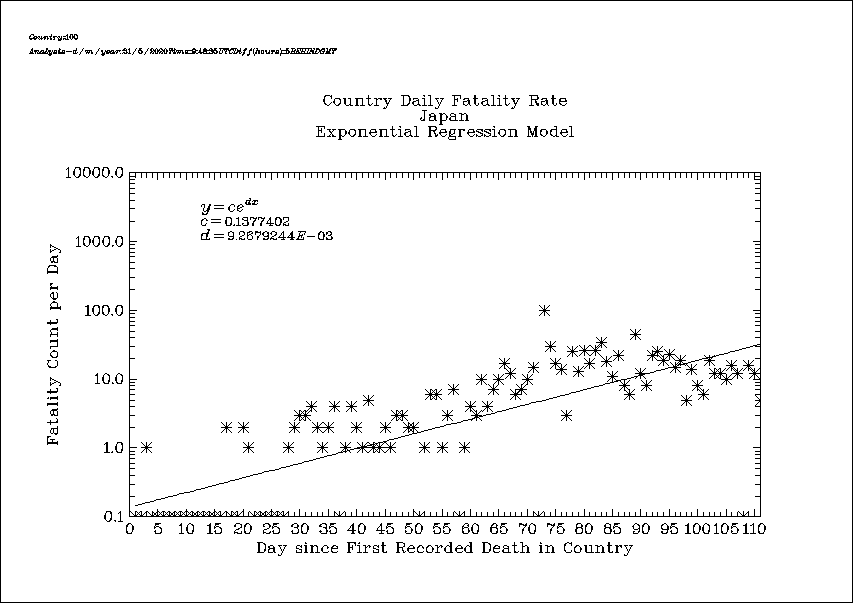 Country:100
Analysis-d/m/year:31/5/2020Time:9:48:35UTCDiff(hours):5BEHINDGMT
Country Daily Fatality Rate
Japan
Exponential Regression Model
10000.0
y=ce^dx
c=0.1377402
d=9.2679244E-03
1000.0
100.0
10.0
1.0
0.1
Fatality Count per Day
0 5 10 15 20 25 30 35 40 45 50 55 60 65 70 75 80 85 90 95 100 105 110
Day since First Recorded Death in Country